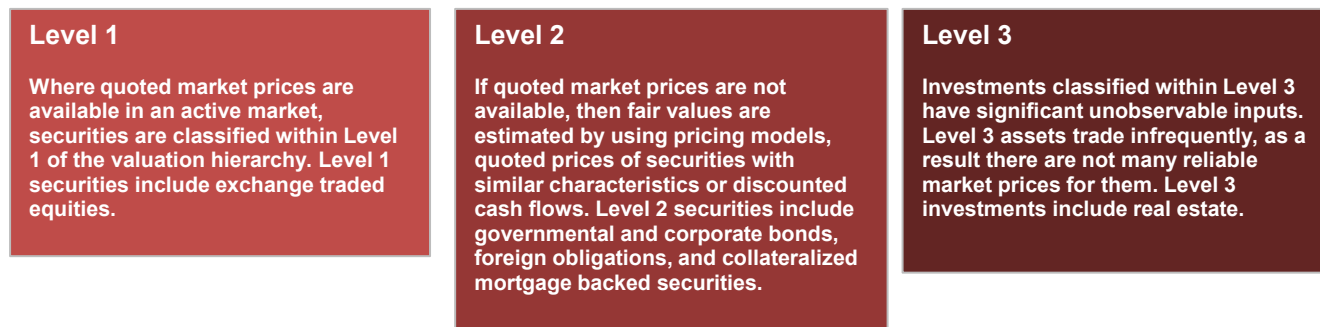 Level 1
Where quoted market prices are
available in an active market,
securities are classified within Level
1 of the valuation hierarchy. Level 1
securities include exchange traded
equities.
Level 2
If quoted market prices are not
available, then fair values are
estimated by using pricing models,
quoted prices of securities with
similar characteristics or discounted
cash flows. Level 2 securities include
governmental and corporate bonds,
foreign obligations, and collateralized
mortgage backed securities.
Level 3
Investments classified within Level 3
have significant unobservable inputs.
Level 3 assets trade infrequently, as a
result there are not many reliable
market prices for them. Level 3
investments include real estate.